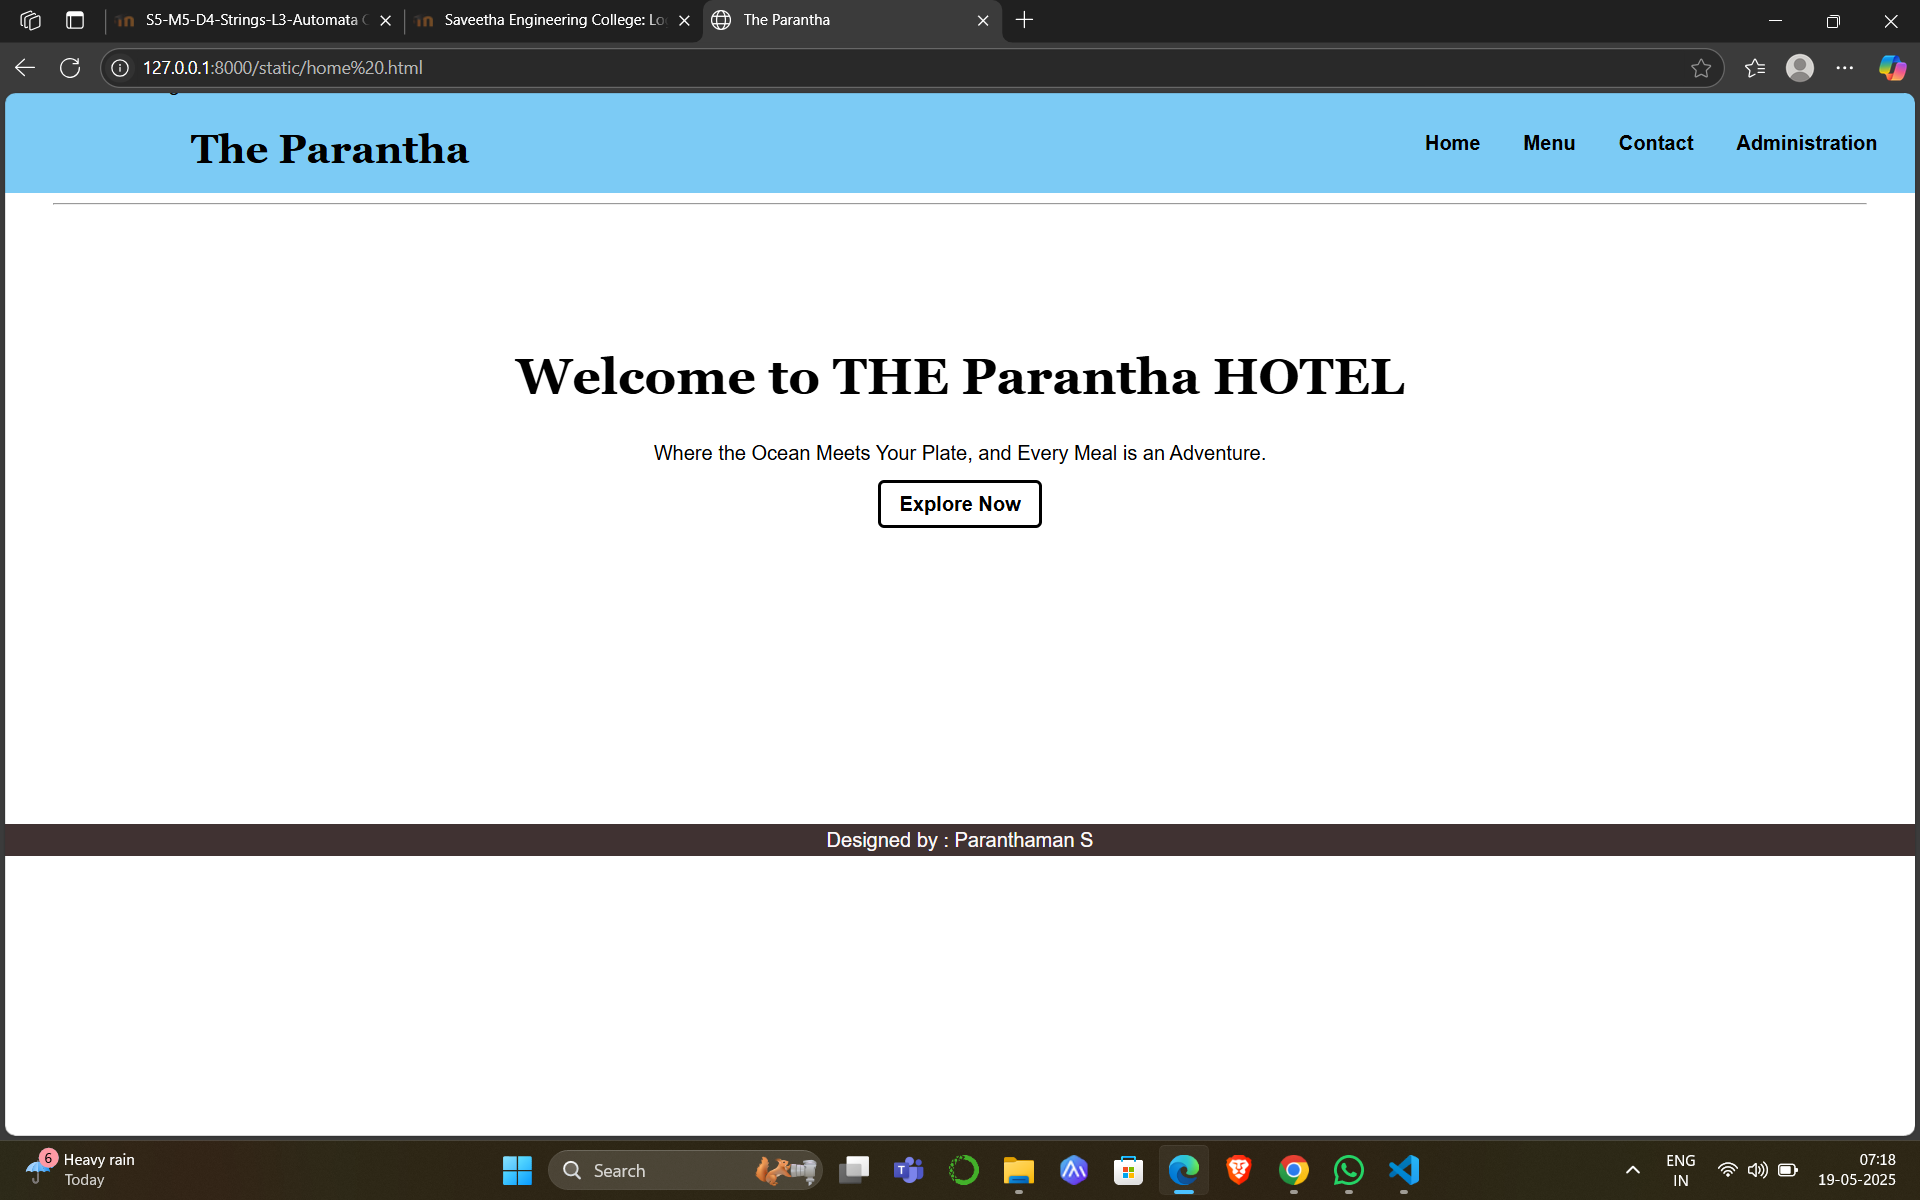 S5-M5-D4-Strings-L3-Automata
Saveetha Engineering College:
The Parantha
127.0.0.1:8000/static/home%20.html
The Parantha
Home
Menu
Contact
Administration
Welcome to THE Parantha HOTEL
Where the Ocean Meets Your Plate, and Every Meal is an Adventure.
Explore Now
Designed by : Paranthaman S
6
Heavy rain
Today
Search
ENG
IN
07:18
19-05-2025